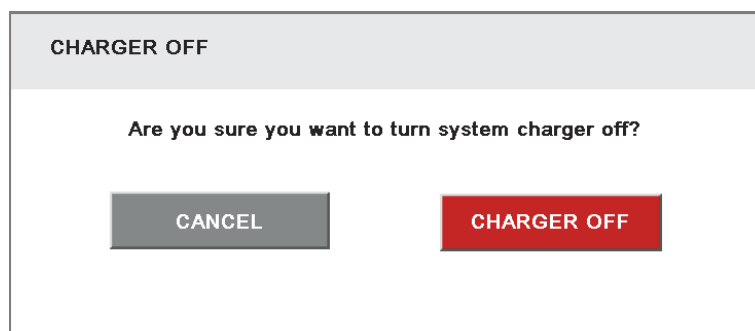 CHARGER OFF
Are you sure you want to turn system charger off?
CANCEL
CHARGER OFF